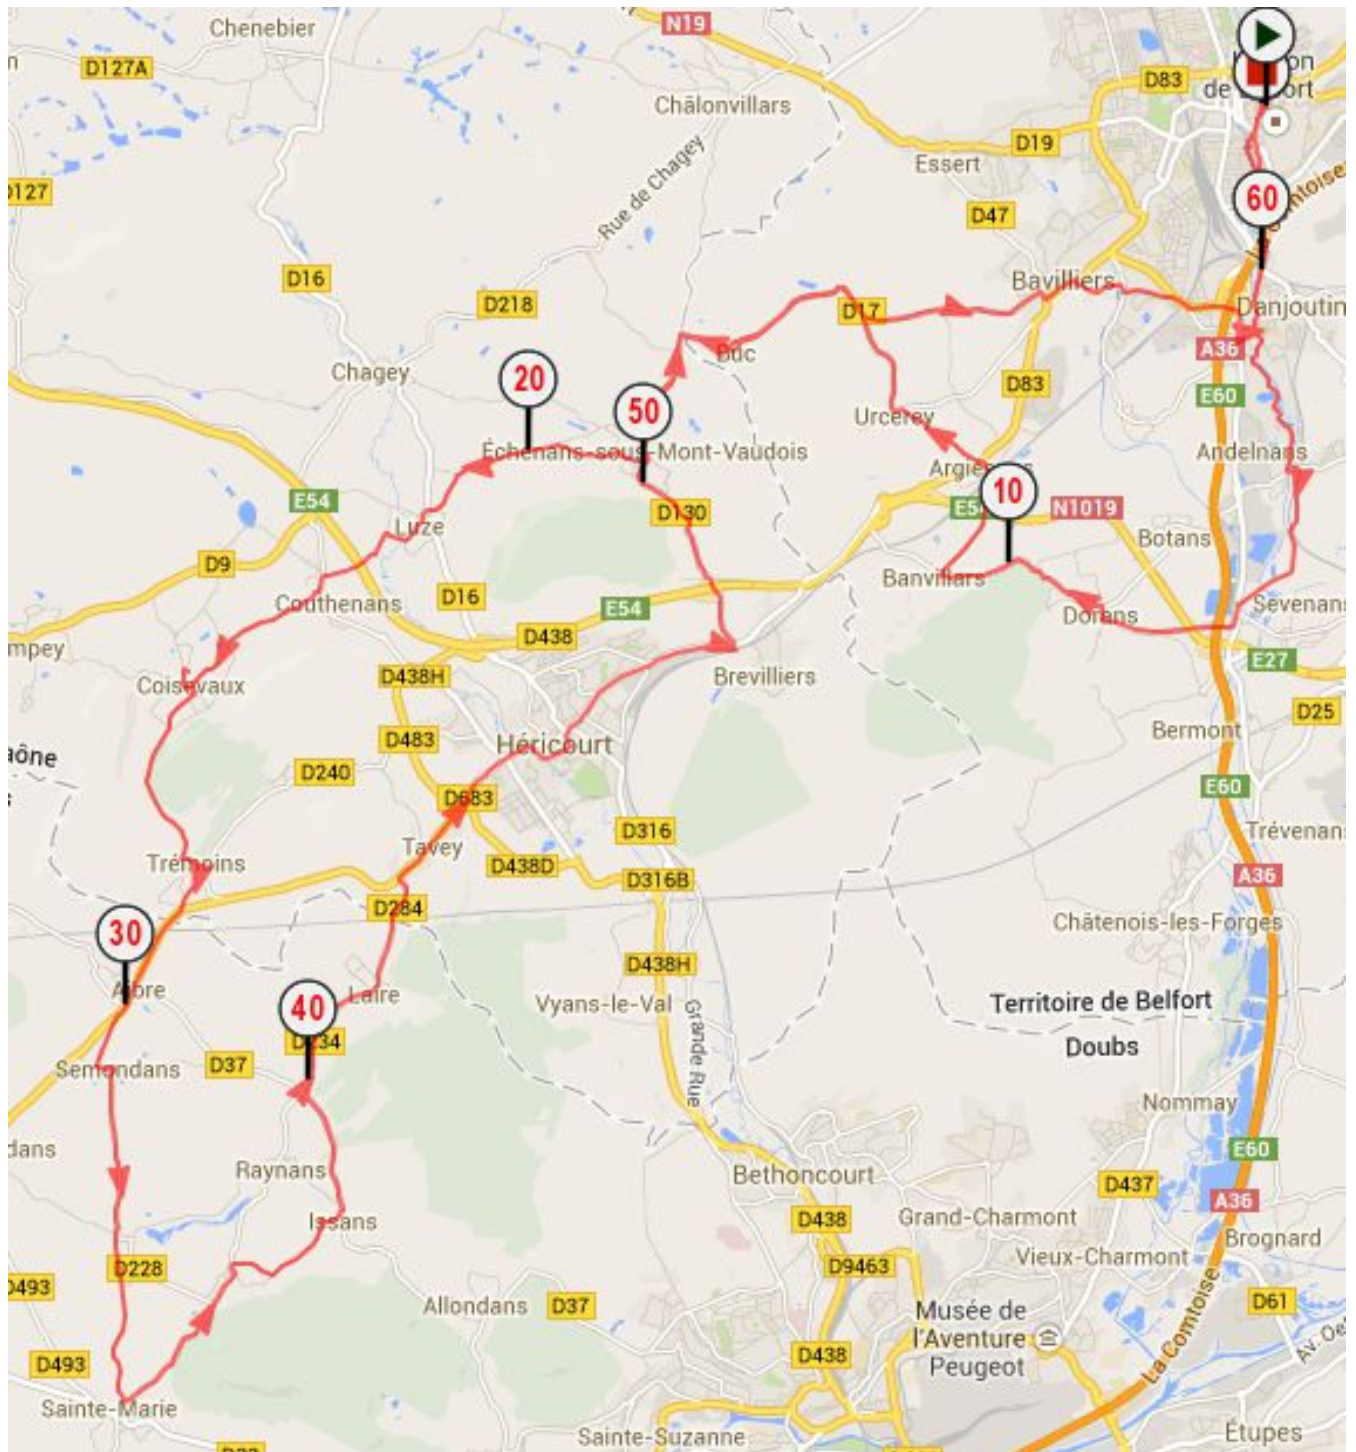 Chenebier
N19
D127A
Châlonvillars
D83
D19
Essert
D127
Rue de Chagey
60
D47
D16
D218
Bavilliers
Danjoutin
D17
Buc
A36
Chagey
20
50
D83
E60
Urcerey
Échenans-sous-Mont-Vaudois
Andelnans
10
E54
D130
N1019
Luze
Botans
D9
Banvillars
Couthenans
D16
E54
Dorans
Sevenans
D438
mpey
E27
D438H
Brevilliers
Coisevaux
D25
Bermont
D483
Héricourt
aône
D240
E60
D683
Trémoins
Tavey
D316
Trévenans
D438D
D316B
A36
D284
30
Châtenois-les-Forges
D438H
Laire
Vyans-le-Val
40
Territoire de Belfort
Grande Rue
Doubs
Semondans
D37
Nommay
dans
E60
Raynans
Bethoncourt
D437
A36
Issans
D438
Grand-Charmont
Brognard
Vieux-Charmont
D228
D9463
D493
Allondans
D37
D61
Musée de
l'Aventure
Peugeot
La Comtoise
D493
D438
Sainte-Marie
Étupes
Sainte-Suzanne